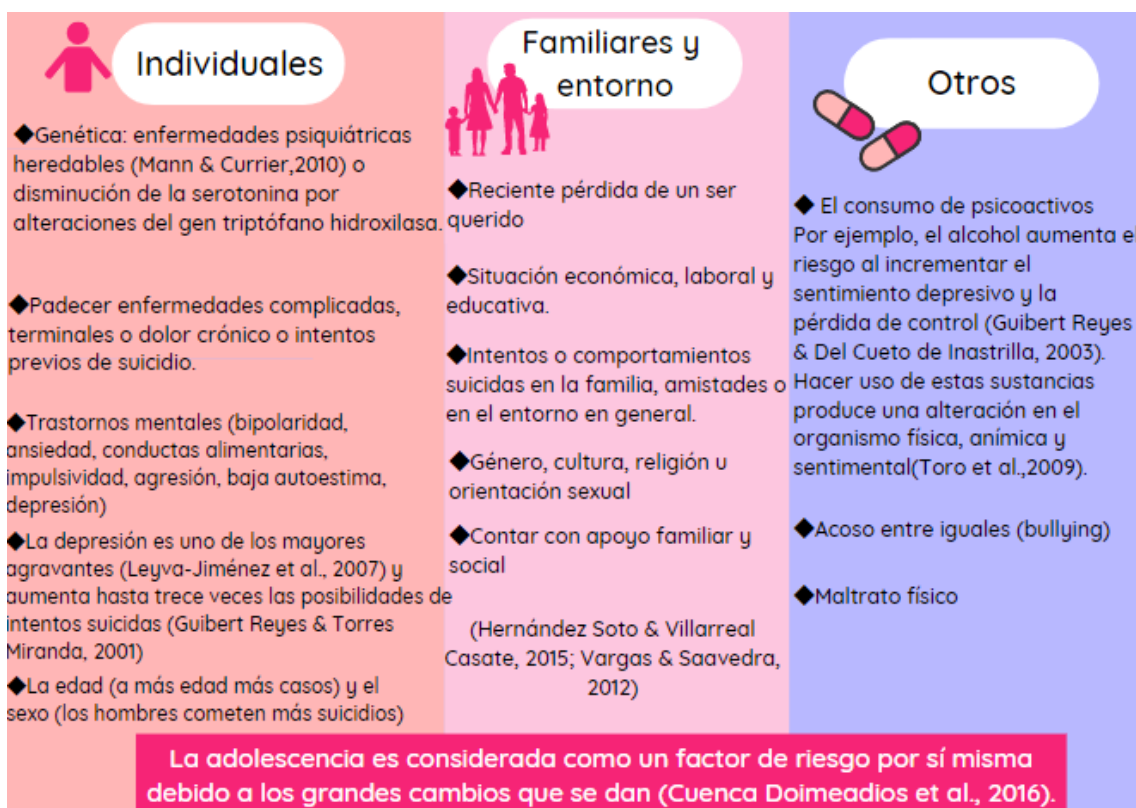 Individuales
◆Genética: enfermedades psiquiátricas
heredables (Mann & Currier,2010) o
disminución de la serotonina por
alteraciones del gen triptófano hidroxilasa.
◆Padecer enfermedades complicadas,
terminales o dolor crónico o intentos
previos de suicidio.
◆Trastornos mentales (bipolaridad,
ansiedad, conductas alimentarias,
impulsividad, agresión, baja autoestima,
depresión)
◆La depresión es uno de los mayores
agravantes (Leyva-Jiménez et al., 2007) y
aumenta hasta trece veces las posibilidades de
intentos suicidas (Guibert Reyes & Torres
Miranda, 2001)
◆La edad (a más edad más casos) y el
sexo (los hombres cometen más suicidios)
Familiares y
entorno
◆Reciente pérdida de un ser
querido
◆Situación económica, laboral y
educativa.
◆Intentos o comportamientos
suicidas en la familia, amistades o
en el entorno en general.
◆Género, cultura, religión u
orientación sexual
◆Contar con apoyo familiar y
social
(Hernández Soto & Villarreal
Casate, 2015; Vargas & Saavedra,
2012)
Otros
◆ El consumo de psicoactivos
Por ejemplo, el alcohol aumenta el
riesgo al incrementar el
sentimiento depresivo y la
pérdida de control (Guibert Reyes
& Del Cueto de Inastrilla, 2003).
Hacer uso de estas sustancias
produce una alteración en el
organismo física, anímica y
sentimental(Toro et al.,2009).
◆Acoso entre iguales (bullying)
◆Maltrato físico
La adolescencia es considerada como un factor de riesgo por sí misma
debido a los grandes cambios que se dan (Cuenca Doimeadios et al., 2016).